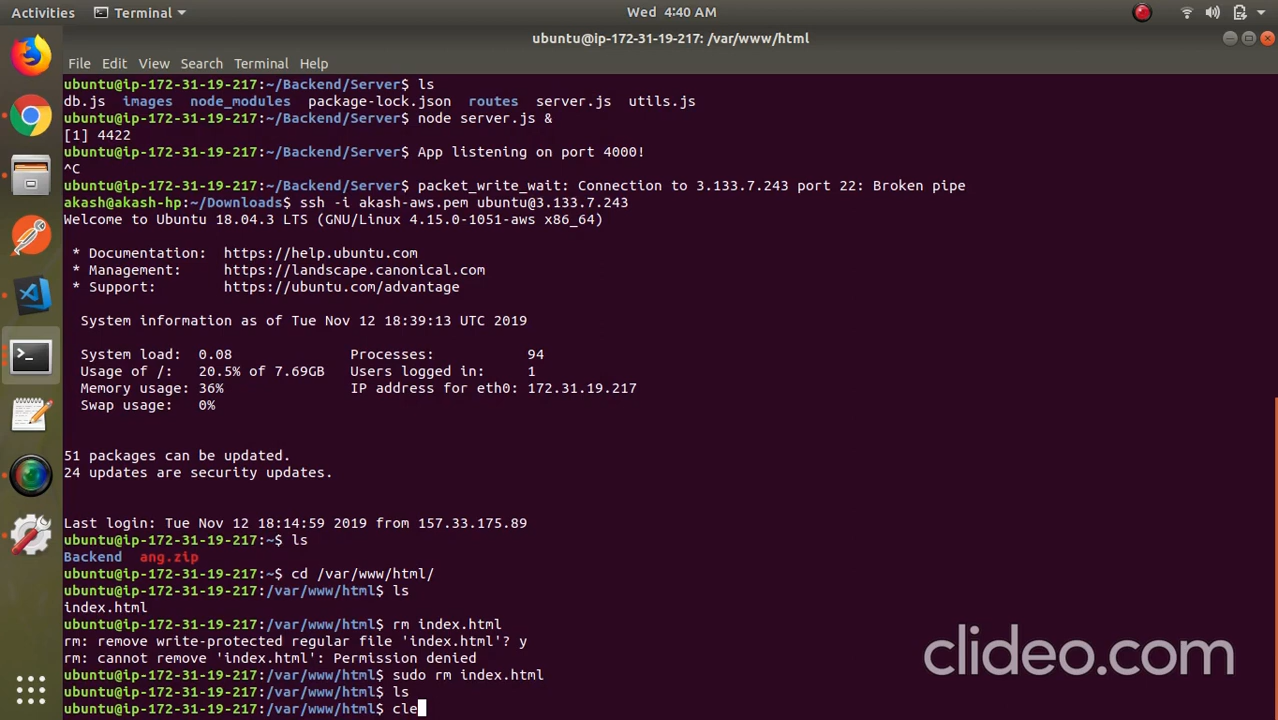 Activities Terminal Wed 4:40 AM
ubuntu@ip-172-31-19-217: /var/www/html
File Edit View Search Terminal Help
ubuntu@ip-172-31-19-217:~/Backend/Server$ ls
db.js images node_modules package-lock.json routes server.js utils.js
ubuntu@ip-172-31-19-217:~/Backend/Server$ node server.js &
[1] 4422
ubuntu@ip-172-31-19-217:~/Backend/Server$ App listening on port 4000!
^C
ubuntu@ip-172-31-19-217:~/Backend/Server$ packet_write_wait: Connection to 3.133.7.243 port 22: Broken pipe
akash@akash-hp:~/Downloads$ ssh -i akash-aws.pem ubuntu@3.133.7.243
Welcome to Ubuntu 18.04.3 LTS (GNU/Linux 4.15.0-1051-aws x86_64)
* Documentation: https://help.ubuntu.com
* Management: https://landscape.canonical.com
* Support: https://ubuntu.com/advantage
System information as of Tue Nov 12 18:39:13 UTC 2019
System load: 0.08 Processes: 94
Usage of /: 20.5% of 7.69GB Users logged in: 1
Memory usage: 36% IP address for eth0: 172.31.19.217
Swap usage: 0%
51 packages can be updated.
24 updates are security updates.
Last login: Tue Nov 12 18:14:59 2019 from 157.33.175.89
ubuntu@ip-172-31-19-217:~$ ls
Backend ang.zip
ubuntu@ip-172-31-19-217:~$ cd /var/www/html/
ubuntu@ip-172-31-19-217:/var/www/html$ ls
index.html
ubuntu@ip-172-31-19-217:/var/www/html$ rm index.html
rm: remove write-protected regular file 'index.html'? y
rm: cannot remove 'index.html': Permission denied
ubuntu@ip-172-31-19-217:/var/www/html$ sudo rm index.html
ubuntu@ip-172-31-19-217:/var/www/html$ ls
ubuntu@ip-172-31-19-217:/var/www/html$ cle
clideo.com